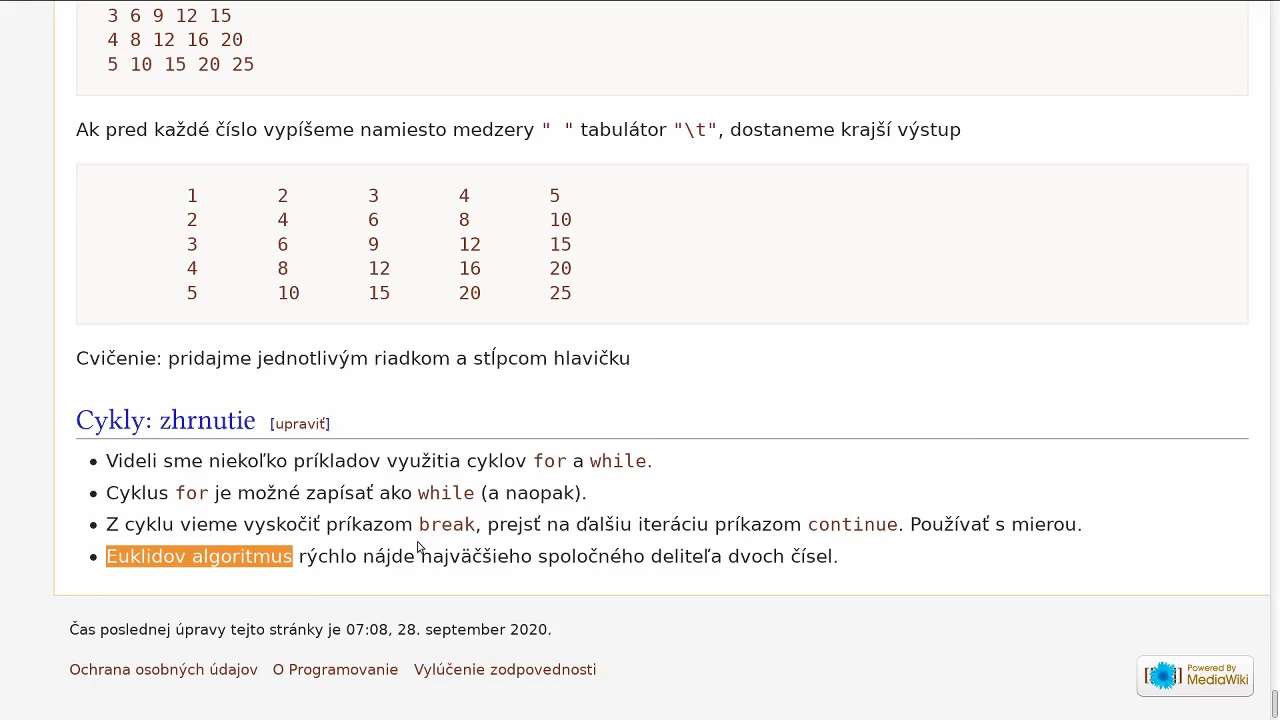 3 6 9 12 15
4 8 12 16 20
5 10 15 20 25
Ak pred každé číslo vypíšeme namiesto medzery " " tabulátor "\t", dostaneme krajší výstup
1 2 3 4 5
2 4 6 8 10
3 6 9 12 15
4 8 12 16 20
5 10 15 20 25
Cvičenie: pridajme jednotlivým riadkom a stĺpcom hlavičku
Cykly: zhrnutie [upraviť]
• Videli sme niekoľko príkladov využitia cyklov for a while.
• Cyklus for je možné zapísať ako while (a naopak).
• Z cyklu vieme vyskočiť príkazom break, prejsť na ďalšiu iteráciu príkazom continue. Používať s mierou.
• Euklidov algoritmus rýchlo nájde najväčšieho spoločného deliteľa dvoch čísel.
Čas poslednej úpravy tejto stránky je 07:08, 28. september 2020.
Ochrana osobných údajov O Programovanie Vylúčenie zodpovednosti
Powered By
MediaWiki